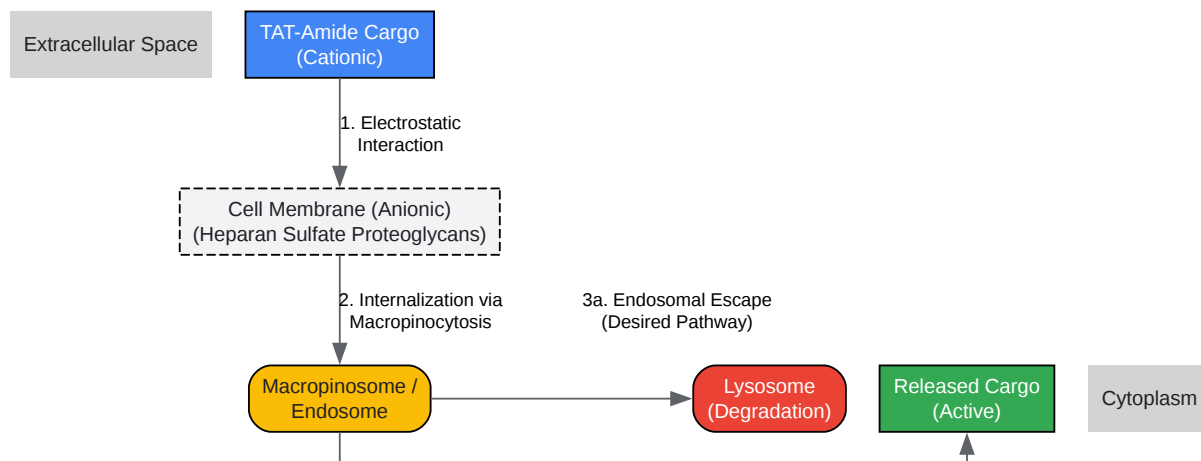 Extracellular Space
TAT-Amide Cargo
(Cationic)
1. Electrostatic
Interaction
Cell Membrane (Anionic)
(Heparan Sulfate Proteoglycans)
2. Internalization via
Macropinocytosis
3a. Endosomal Escape
(Desired Pathway)
Macropinosome /
Endosome
Lysosome
(Degradation)
Released Cargo
(Active)
Cytoplasm